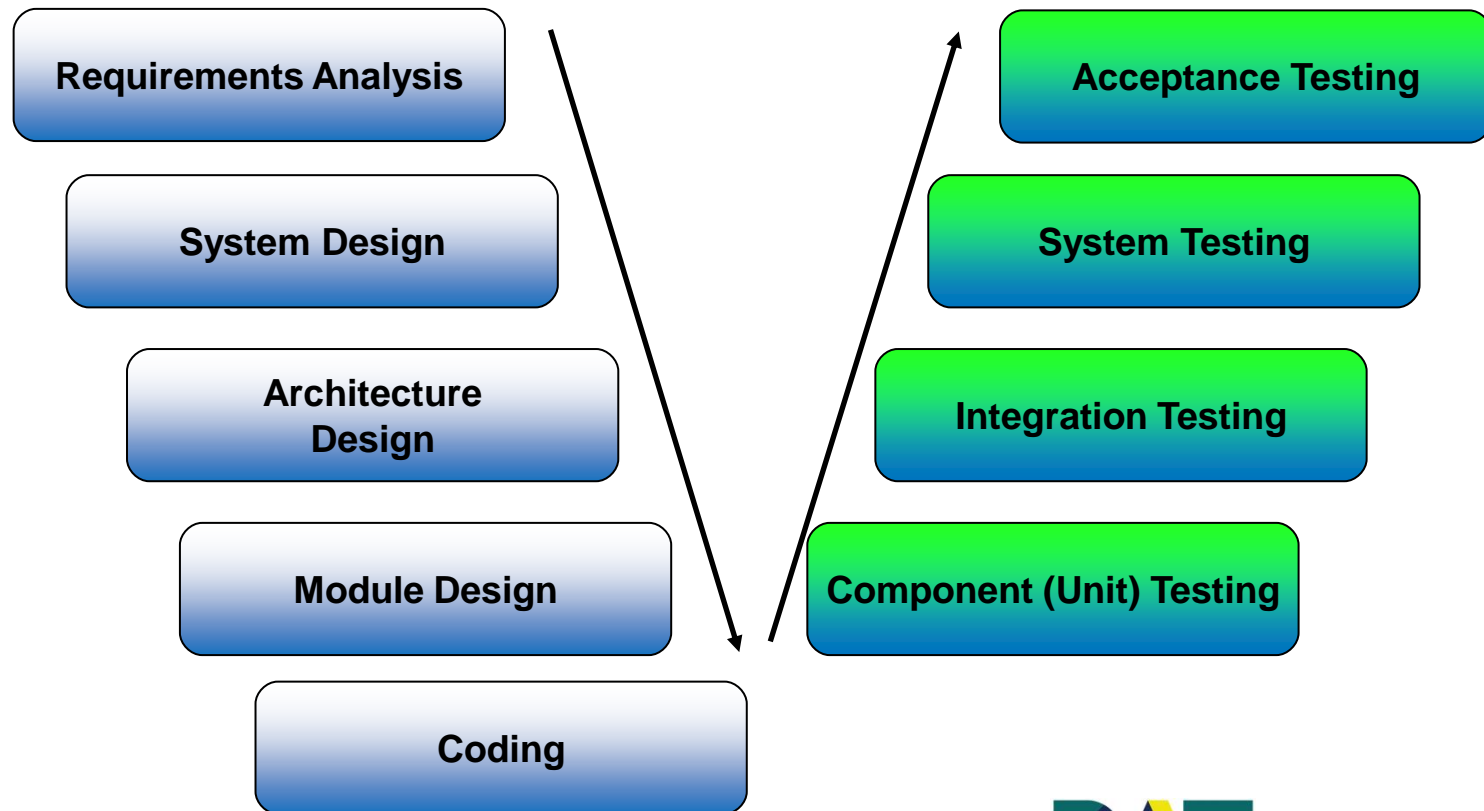 Requirements Analysis
Acceptance Testing
System Design
System Testing
Architecture
Design
Integration Testing
Module Design
Component (Unit) Testing
Coding